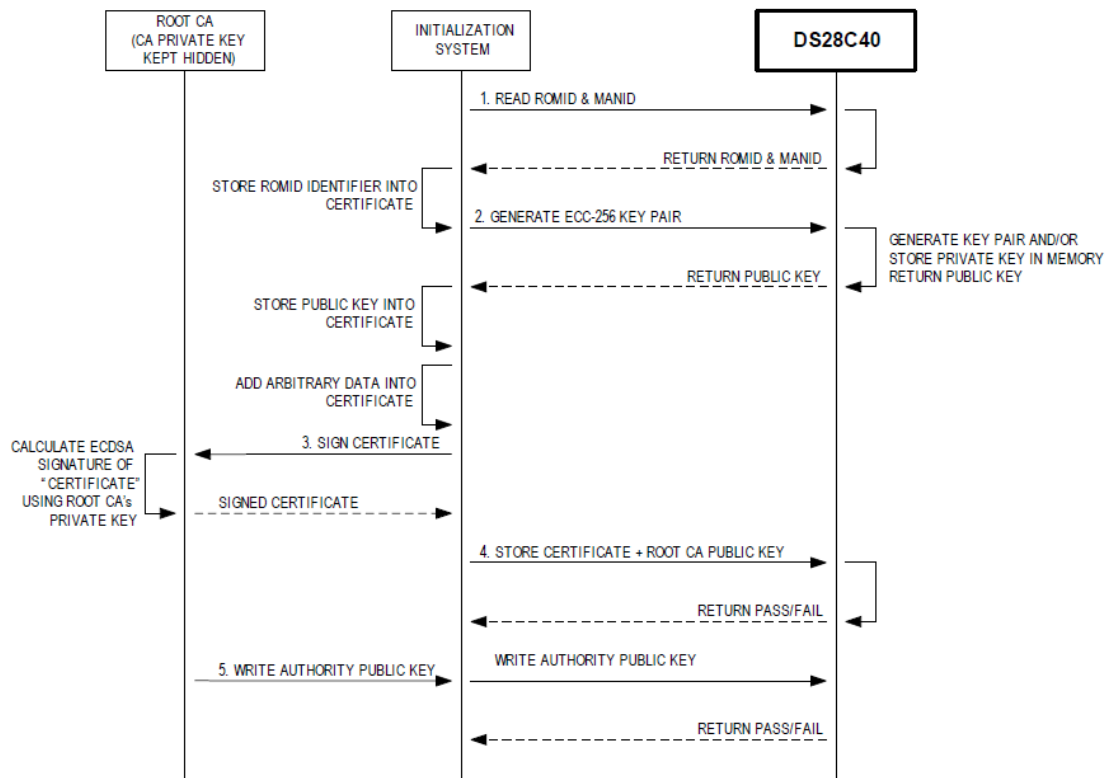 ROOT CA
(CA PRIVATE KEY
KEPT HIDDEN)
INITIALIZATION
SYSTEM
DS28C40
1. READ ROMID & MANID
RETURN ROMID & MANID
STORE ROMID IDENTIFIER INTO
CERTIFICATE
2. GENERATE ECC-256 KEY PAIR
GENERATE KEY PAIR AND/OR
STORE PRIVATE KEY IN MEMORY
RETURN PUBLIC KEY
RETURN PUBLIC KEY
STORE PUBLIC KEY INTO
CERTIFICATE
ADD ARBITRARY DATA INTO
CERTIFICATE
3. SIGN CERTIFICATE
CALCULATE ECDSA
SIGNATURE OF
"CERTIFICATE"
USING ROOT CA's
PRIVATE KEY
SIGNED CERTIFICATE
4. STORE CERTIFICATE + ROOT CA PUBLIC KEY
RETURN PASS/FAIL
5. WRITE AUTHORITY PUBLIC KEY
WRITE AUTHORITY PUBLIC KEY
RETURN PASS/FAIL